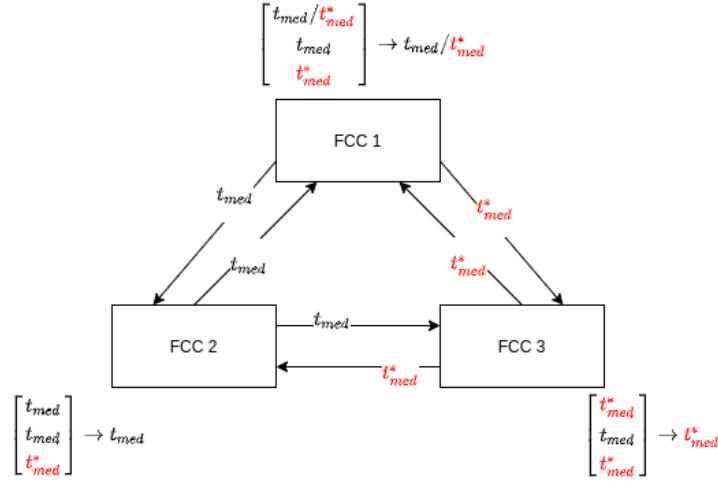 t_med/t*_med
t_med → t_med/t*_med
t*_med
FCC 1
t_med
t*_med
t_med
t*_med
t_med
FCC 2
FCC 3
t*_med
t_med
t_med → t_med
t*_med
t*_med
t_med → t*_med
t*_med